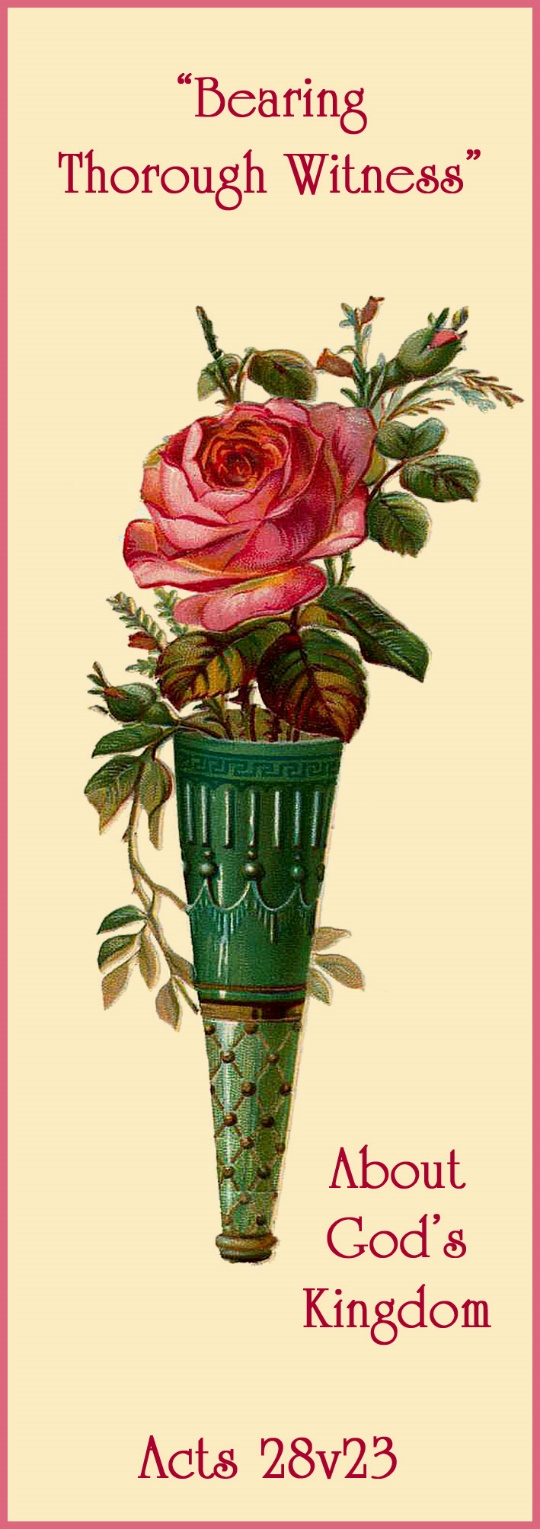 “Bearing
Thorough Witness”
About
God’s
Kingdom
Acts 28v23